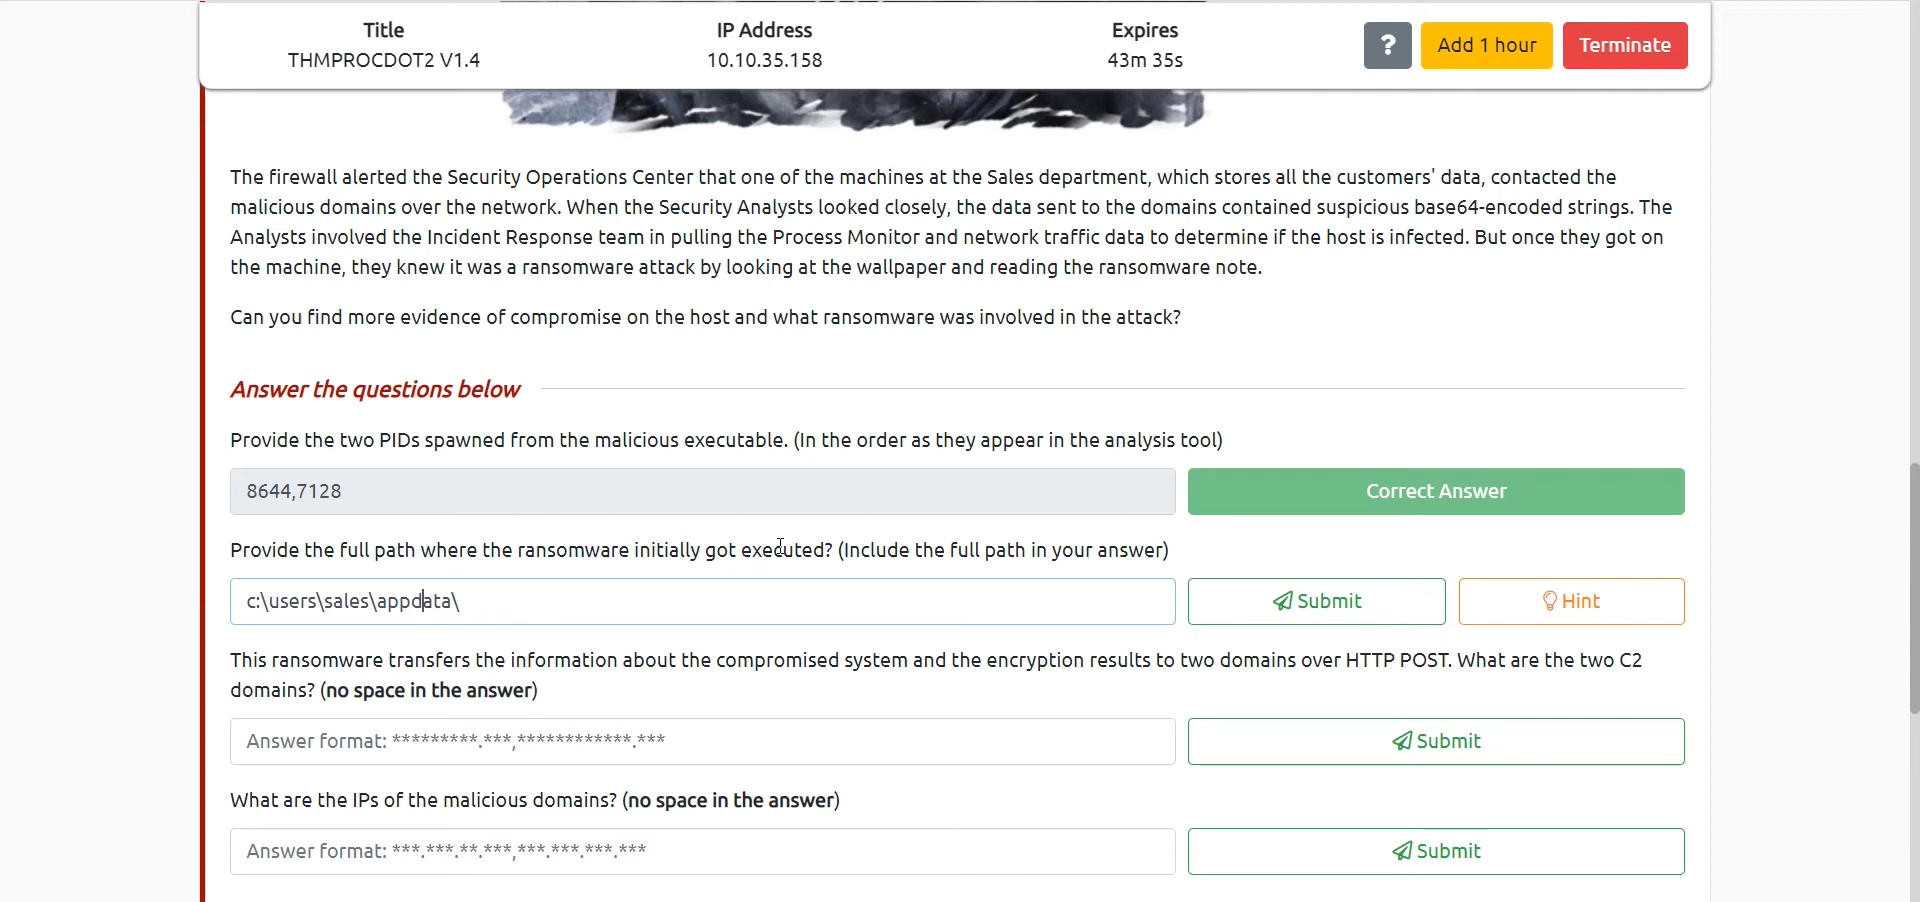 Title
THMPROCDOT2 V1.4
IP Address
10.10.35.158
Expires
43m 35s
?
Add 1 hour
Terminate
The firewall alerted the Security Operations Center that one of the machines at the Sales department, which stores all the customers' data, contacted the
malicious domains over the network. When the Security Analysts looked closely, the data sent to the domains contained suspicious base64-encoded strings. The
Analysts involved the Incident Response team in pulling the Process Monitor and network traffic data to determine if the host is infected. But once they got on
the machine, they knew it was a ransomware attack by looking at the wallpaper and reading the ransomware note.
Can you find more evidence of compromise on the host and what ransomware was involved in the attack?
Answer the questions below
Provide the two PIDs spawned from the malicious executable. (In the order as they appear in the analysis tool)
8644,7128
Correct Answer
Provide the full path where the ransomware initially got executed? (Include the full path in your answer)
c:\users\sales\appdata\
Submit
Hint
This ransomware transfers the information about the compromised system and the encryption results to two domains over HTTP POST. What are the two C2
domains? (no space in the answer)
Answer format: *********.***,************.***
Submit
What are the IPs of the malicious domains? (no space in the answer)
Answer format: ***.***.**.***,***.***.***.***
Submit